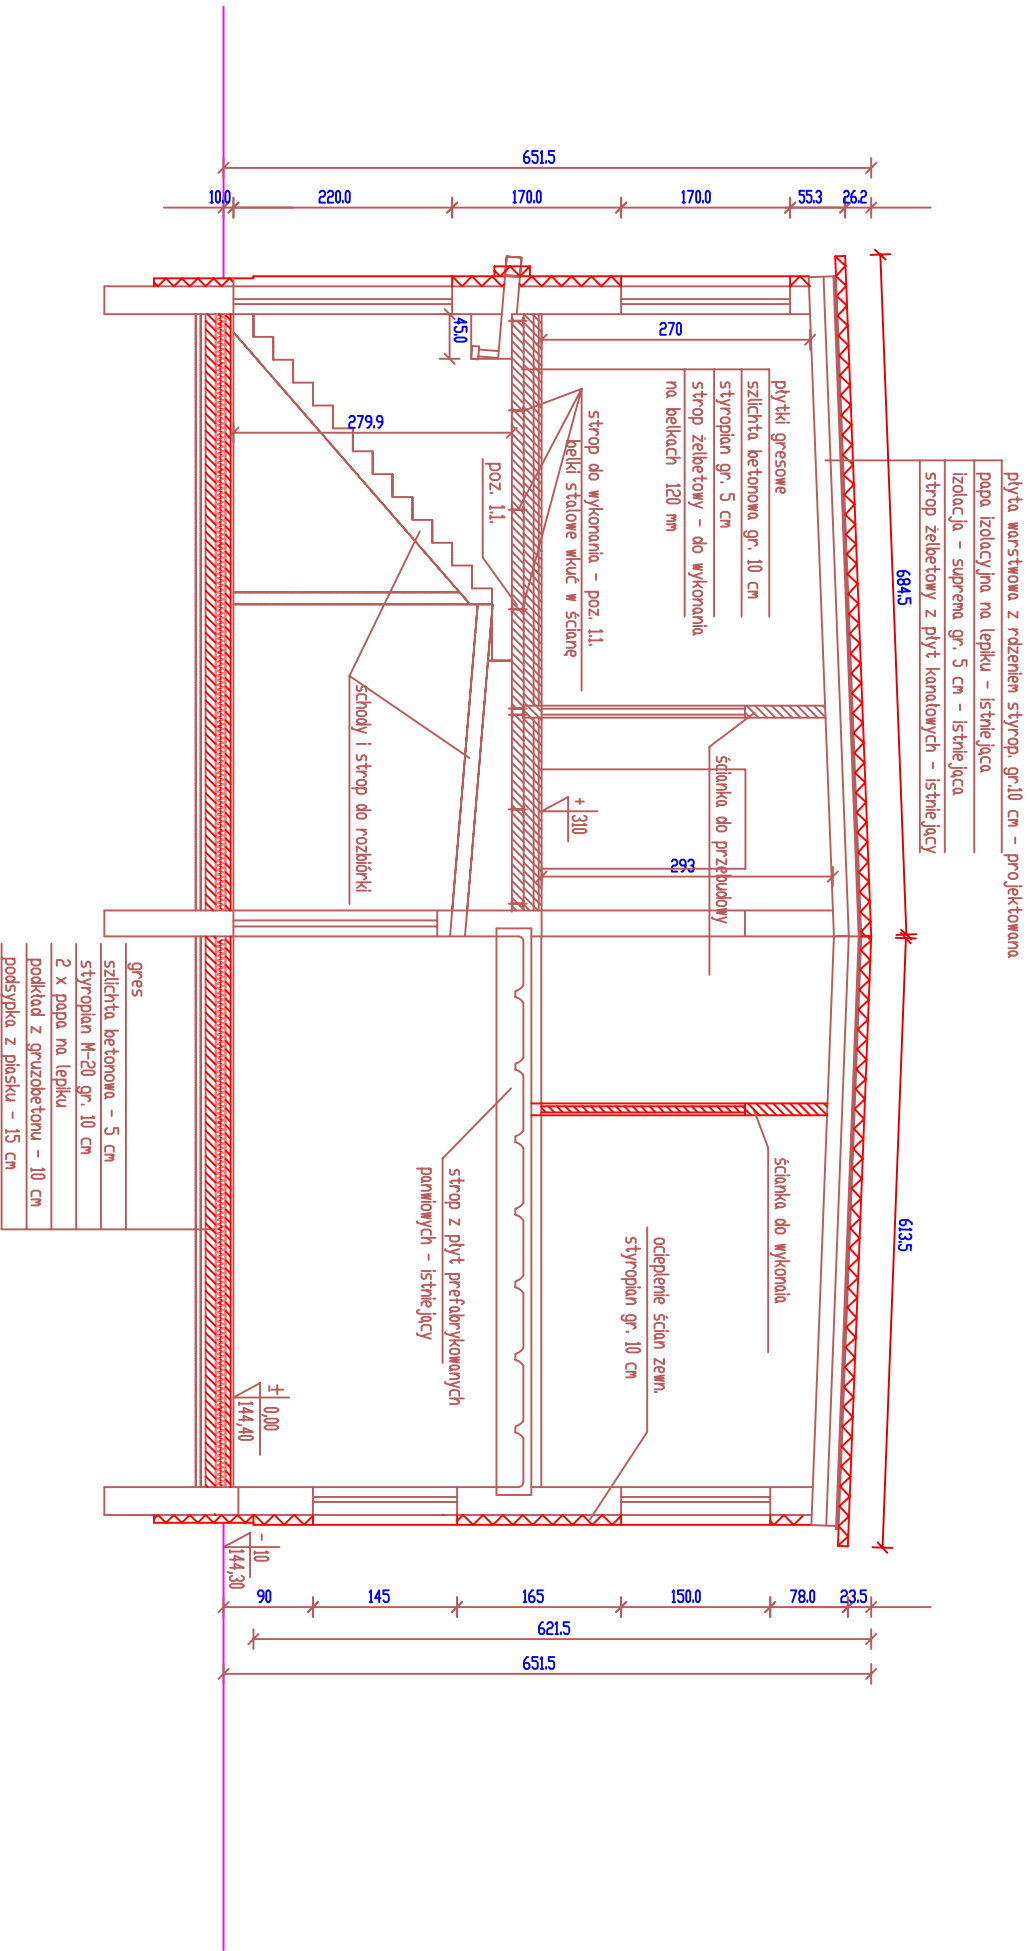 płyta warstwowa z rdzeniem styrop. gr.10 cm - projektowana
papa izolacyjna na lepiku - istniejąca
izolacja - suprema gr. 5 cm - istniejąca
strop żelbetowy z płyt kanałowych - istniejący
684.5
613.5
płytki gresowe
szlichta betonowa gr. 10 cm
styropian gr. 5 cm
strop żelbetowy - do wykonania
na belkach 120 mm
strop do wykonania - poz. 1.1.
belki stalowe wkuć w ścianę
poz. 1.1.
ścianka do przebudowy
ścianka do wykonaia
ocieplenie ścian zewn.
styropian gr. 10 cm
strop z płyt prefabrykowanych
panwiowych - istniejący
schody i strop do rozbiórki
270
293
279.9
45.0
+ 310
± 0,00
144,40
- 10
144,30
651.5
26.2
55.3
170.0
170.0
220.0
10.0
23.5
78.0
150.0
165
145
90
621.5
651.5
gres
szlichta betonowa - 5 cm
styropian M-20 gr. 10 cm
2 x papa na lepiku
podkład z gruzobetonu - 10 cm
podsypka z piasku - 15 cm